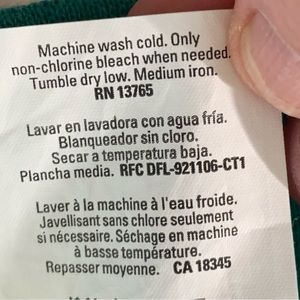 Machine wash cold. Only
non-chlorine bleach when needed.
Tumble dry low. Medium iron.
RN 13765
Lavar en lavadora con agua fría.
Blanqueador sin cloro.
Secar a temperatura baja.
Plancha media. RFC DFL-921106-CT1
Laver à la machine à l'eau froide.
Javellisant sans chlore seulement
si nécessaire. Séchage en machine
à basse température.
Repasser moyenne. CA 18345